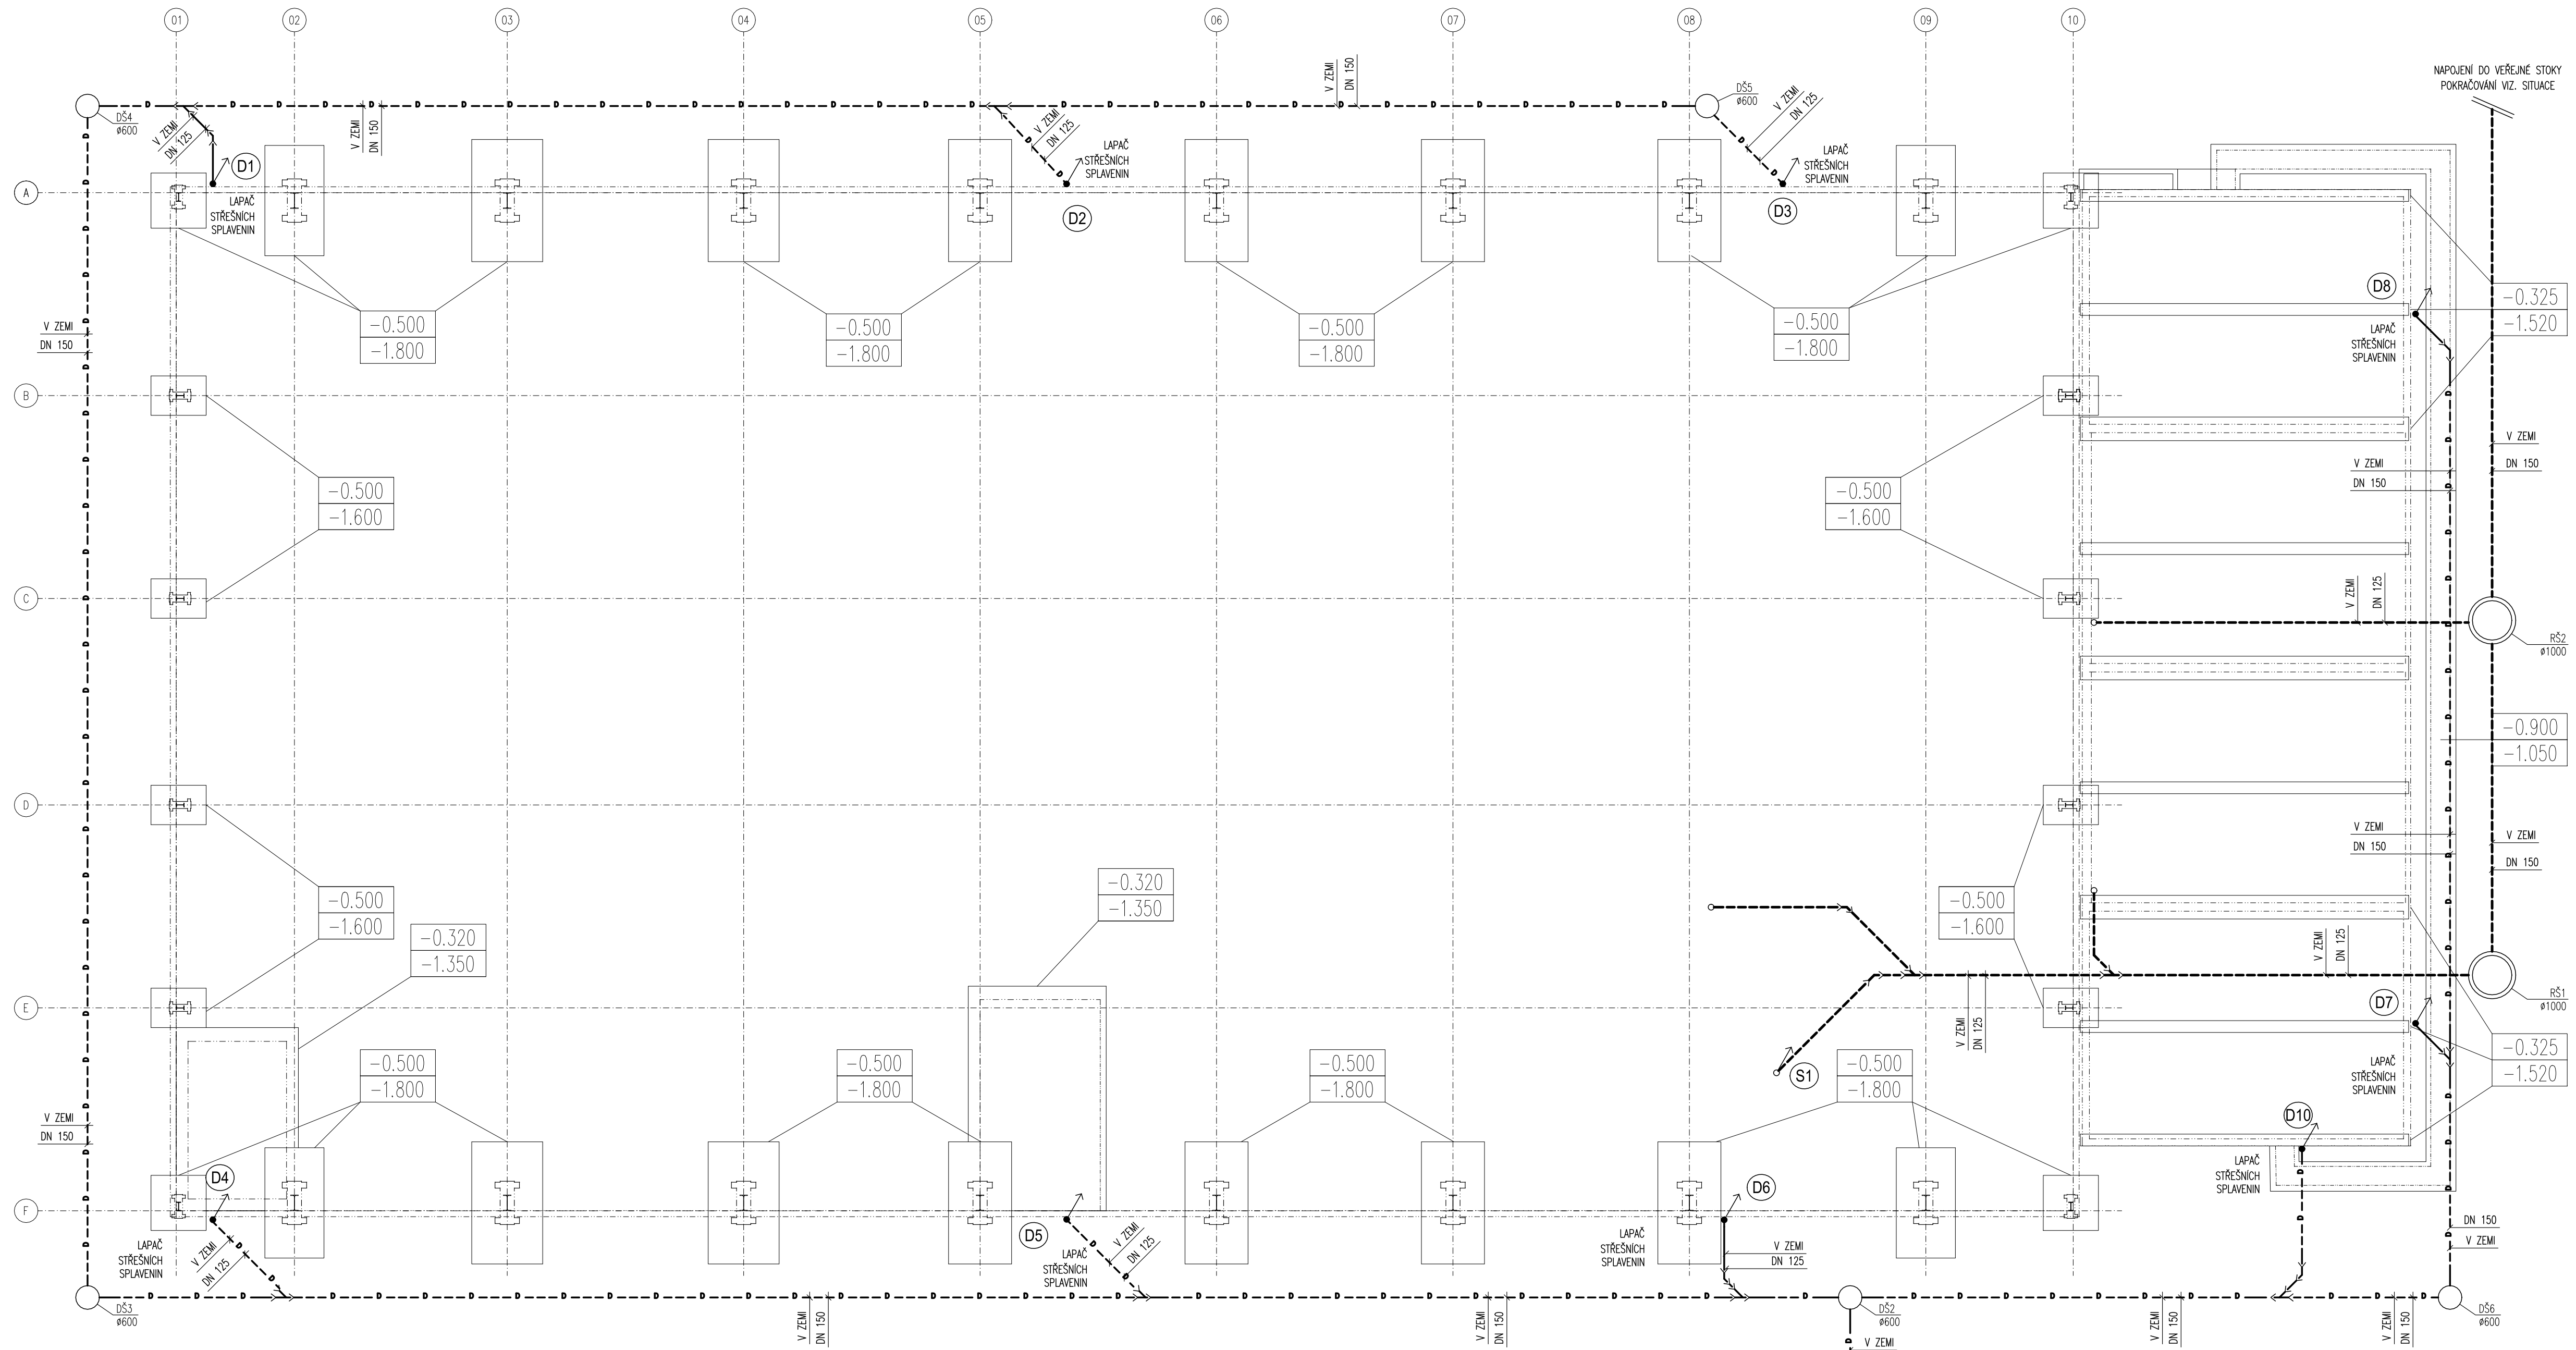 01
02
03
04
05
06
07
08
09
10
NAPOJENÍ DO VEŘEJNÉ STOKY
POKRAČOVÁNÍ VIZ. SITUACE
V ZEMI
DN 150
DŠ5
ø600
V ZEMI
DN 125
DŠ4
ø600
V ZEMI
DN 125
V ZEMI
DN 150
V ZEMI
DN 125
D1
LAPAČ
STŘEŠNÍCH
SPLAVENIN
LAPAČ
STŘEŠNÍCH
SPLAVENIN
D2
LAPAČ
STŘEŠNÍCH
SPLAVENIN
D3
A
D8
LAPAČ
STŘEŠNÍCH
SPLAVENIN
-0.325
-1.520
-0.500
-1.800
-0.500
-1.800
-0.500
-1.800
-0.500
-1.800
V ZEMI
DN 150
B
V ZEMI
DN 150
V ZEMI
DN 150
-0.500
-1.600
-0.500
-1.600
C
V ZEMI
DN 125
RŠ2
ø1000
-0.900
-1.050
D
V ZEMI
DN 150
V ZEMI
DN 150
-0.320
-1.350
-0.500
-1.600
-0.500
-1.600
-0.320
-1.350
V ZEMI
DN 125
V ZEMI
DN 125
RŠ1
ø1000
E
D7
LAPAČ
STŘEŠNÍCH
SPLAVENIN
-0.325
-1.520
-0.500
-1.800
-0.500
-1.800
-0.500
-1.800
-0.500
-1.800
S1
V ZEMI
DN 150
D10
LAPAČ
STŘEŠNÍCH
SPLAVENIN
D4
D6
F
LAPAČ
STŘEŠNÍCH
SPLAVENIN
V ZEMI
DN 125
D5
LAPAČ
STŘEŠNÍCH
SPLAVENIN
V ZEMI
DN 125
LAPAČ
STŘEŠNÍCH
SPLAVENIN
V ZEMI
DN 125
DN 150
V ZEMI
DŠ3
ø600
V ZEMI
DN 150
V ZEMI
DN 150
DŠ2
ø600
V ZEMI
V ZEMI
DN 150
V ZEMI
DN 150
DŠ6
ø600